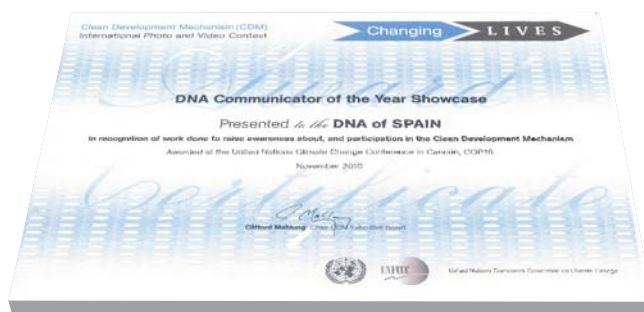 Clean Development Mechanism (CDM)
International Photo and Video Contest
Changing LIVES
Award
DNA Communicator of the Year Showcase
Presented to the DNA of SPAIN
In recognition of work done to raise awareness about, and participation in the Clean Development Mechanism
Awarded at the United Nations Climate Change Conference in Cancún, COP16
November 2010
Certificate
Clifford Mahlung, Chair CDM Executive Board
UNFCCC
United Nations Framework Convention on Climate Change